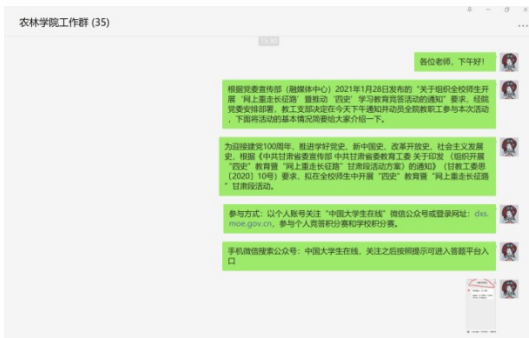 农林学院工作群 (35)
各位老师，下午好！
根据党委宣传部（融媒体中心）2021年1月28日发布的“关于组织全校师生开
展“网上重走长征路”暨推动“四史”学习教育竞答活动的通知”要求，经院
党委安排部署，教工支部决定在今天下午通知并动员全院教职工参与本次活动
，下面将活动的基本情况简要给大家介绍一下。
为迎接建党100周年，推进学好党史、新中国史、改革开放史、社会主义发展
史，根据《中共甘肃省委宣传部 中共甘肃省委教育工委 关于印发 〈组织开展
“四史”教育暨“网上重走长征路”甘肃段活动方案〉的通知》（甘教工委思
〔2020〕10号）要求，拟在全校师生中开展“四史”教育暨“网上重走长征路
”甘肃段活动。
参与方式：以个人账号关注“中国大学生在线”微信公众号或登录网址：dxs.
moe.gov.cn，参与个人竞答积分赛和学校积分赛。
手机微信搜索公众号：中国大学生在线，关注之后按照提示可进入答题平台入
口